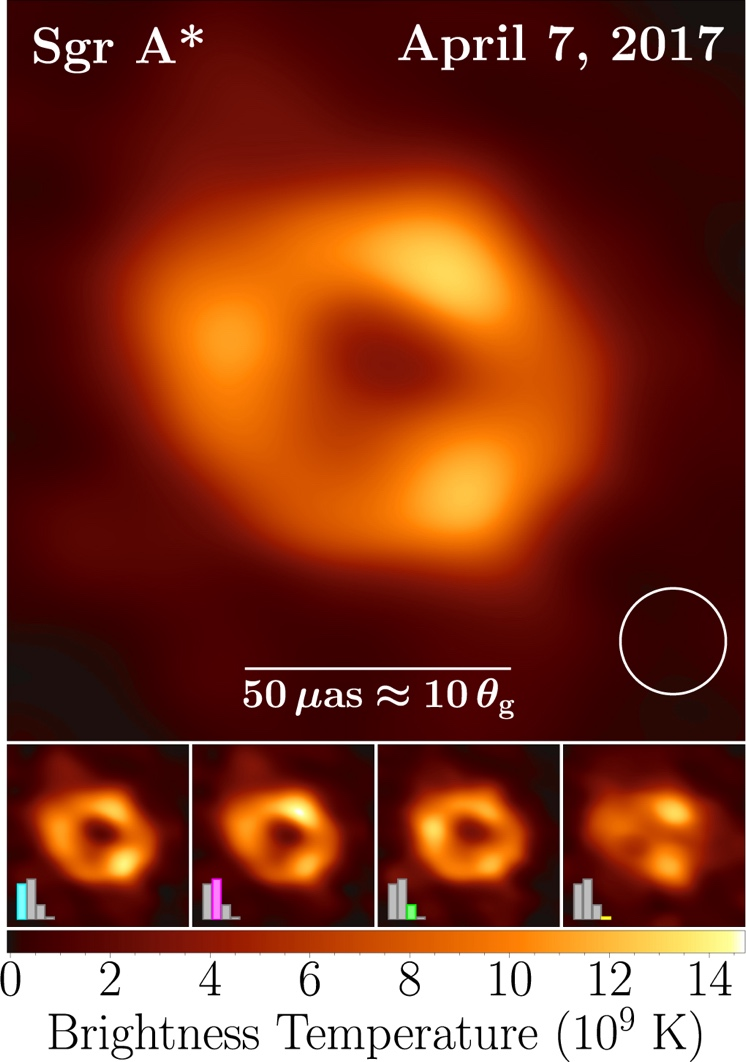 Sgr A* April 7, 2017
50 μas ≈ 10 θg
0 2 4 6 8 10 12 14
Brightness Temperature (10⁹ K)